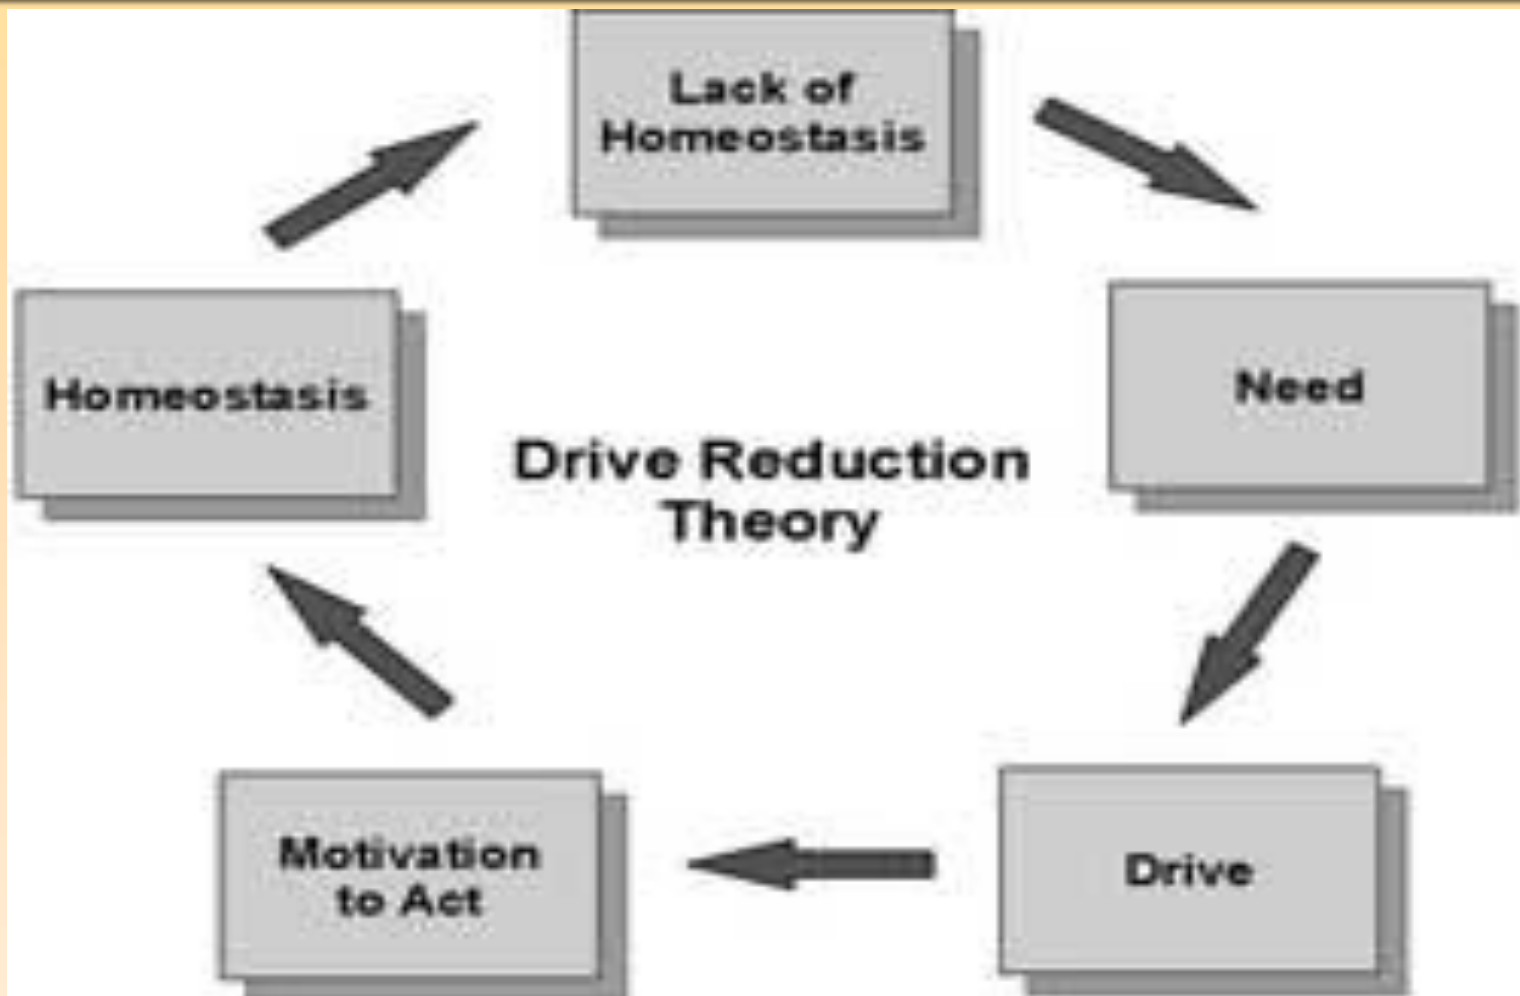 Lack of
Homeostasis
Need
Homeostasis
Drive Reduction
Theory
Motivation
to Act
Drive